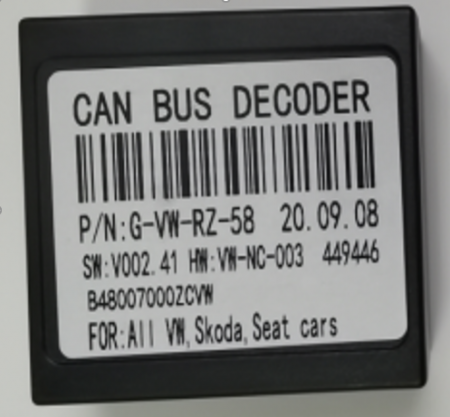 CAN BUS DECODER
P/N:G-VW-RZ-58 20.09.08
SW:V002.41 HW:VW-NC-003 449446
B48007000ZCVW
FOR:All VW,Skoda,Seat cars